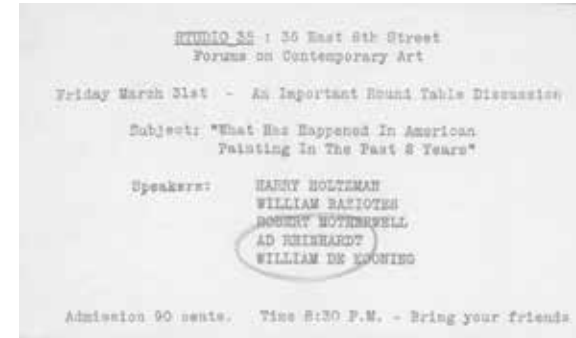 STUDIO 35 : 35 East 8th Street
Forums on Contemporary Art
Friday March 31st - An Important Round Table Discussion
Subject: "What Has Happened In American
Painting In The Past 8 Years"
Speakers: HARRY HOLTZMAN
WILLIAM BAZIOTES
ROBERT MOTHERWELL
AD REINHARDT
WILLIAM DE KOONING
Admission 90 cents. Time 8:30 P.M. - Bring your friends